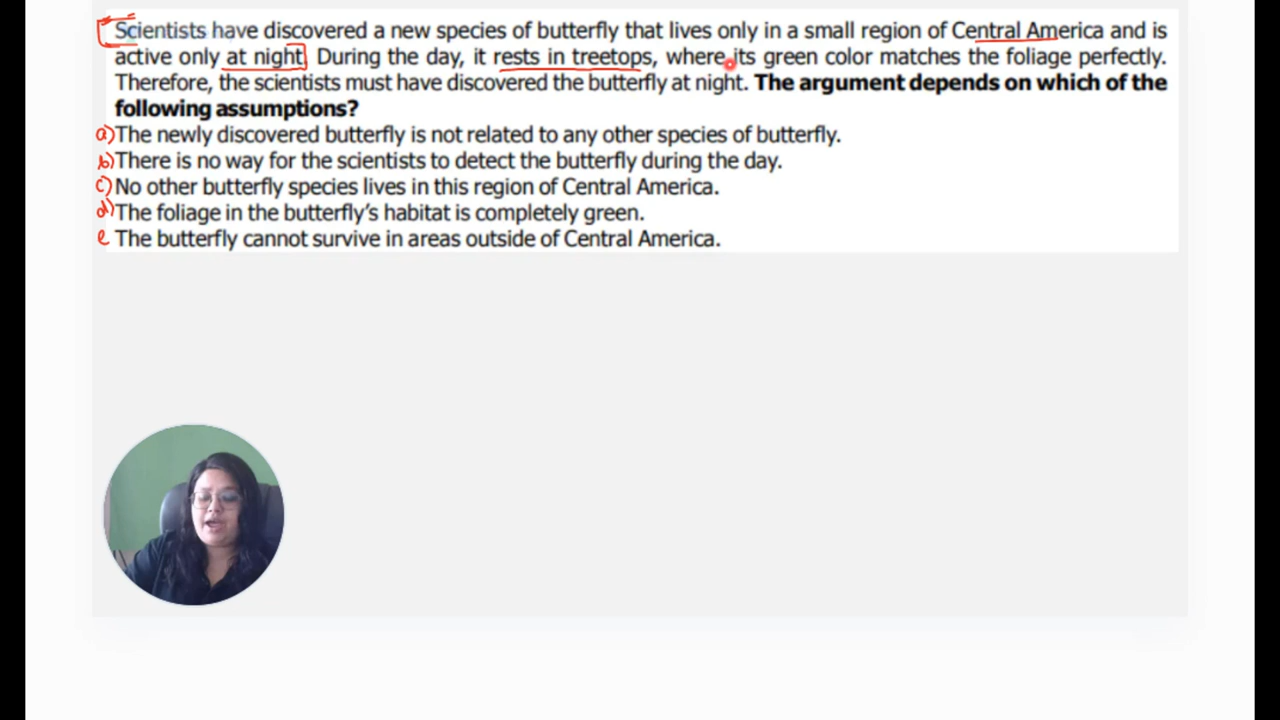 Scientists have discovered a new species of butterfly that lives only in a small region of Central America and is
active only at night. During the day, it rests in treetops, where its green color matches the foliage perfectly.
Therefore, the scientists must have discovered the butterfly at night. The argument depends on which of the
following assumptions?
a) The newly discovered butterfly is not related to any other species of butterfly.
b) There is no way for the scientists to detect the butterfly during the day.
c) No other butterfly species lives in this region of Central America.
d) The foliage in the butterfly’s habitat is completely green.
e The butterfly cannot survive in areas outside of Central America.